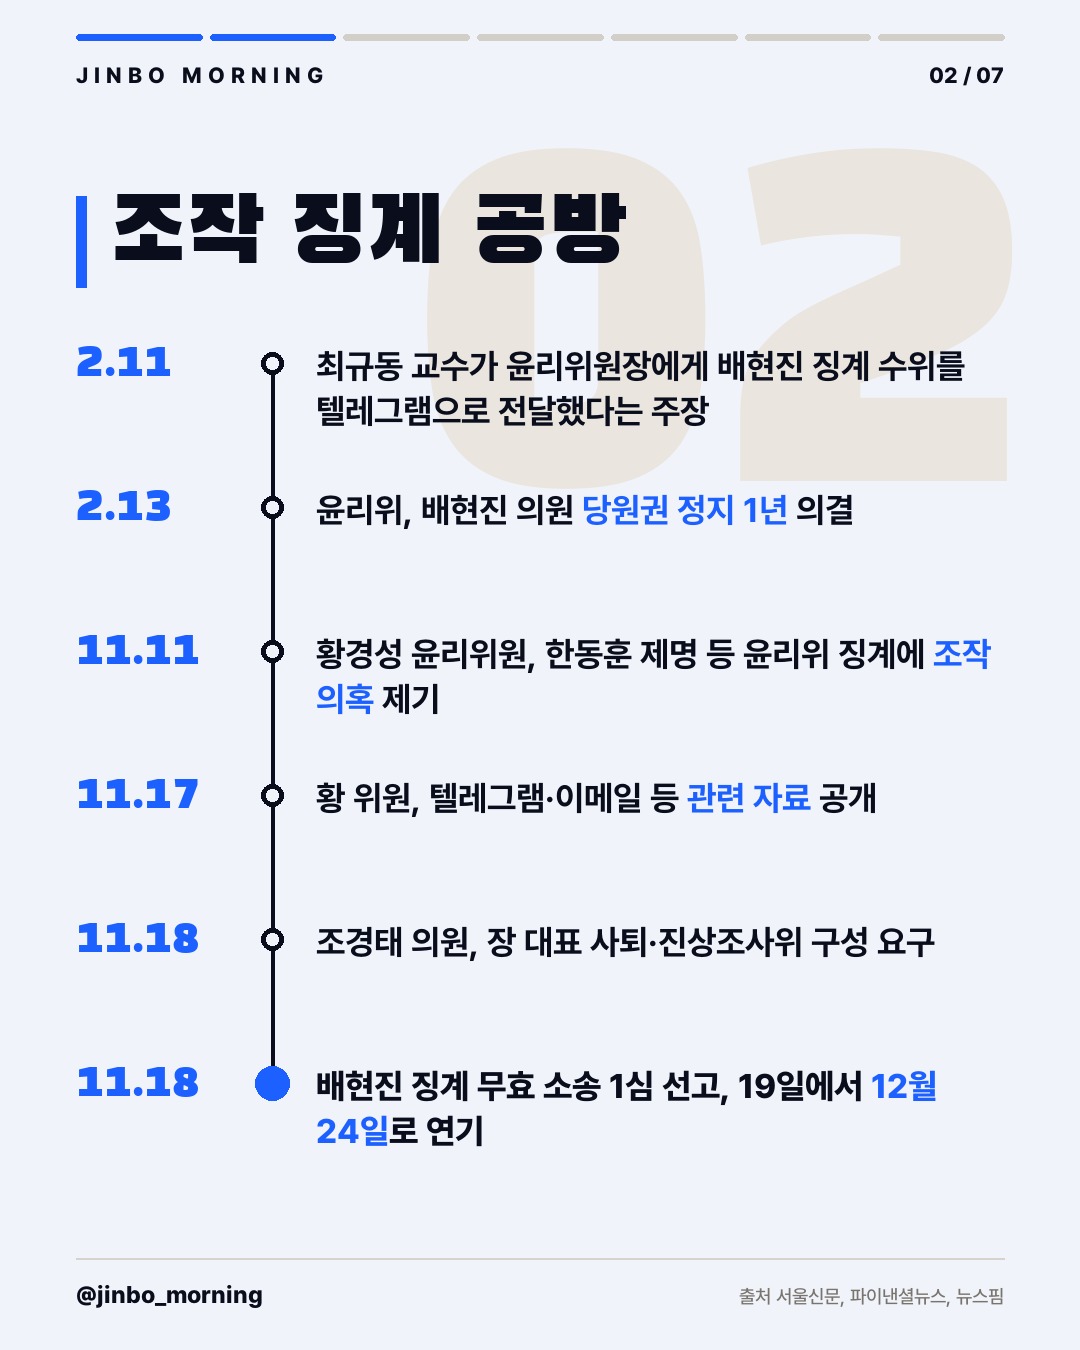 JINBO MORNING
02 / 07
02
조작 징계 공방
2.11
최규동 교수가 윤리위원장에게 배현진 징계 수위를
텔레그램으로 전달했다는 주장
2.13
윤리위, 배현진 의원 당원권 정지 1년 의결
11.11
황경성 윤리위원, 한동훈 제명 등 윤리위 징계에 조작
의혹 제기
11.17
황 위원, 텔레그램·이메일 등 관련 자료 공개
11.18
조경태 의원, 장 대표 사퇴·진상조사위 구성 요구
11.18
배현진 징계 무효 소송 1심 선고, 19일에서 12월
24일로 연기
@jinbo_morning
출처 서울신문, 파이낸셜뉴스, 뉴스핌